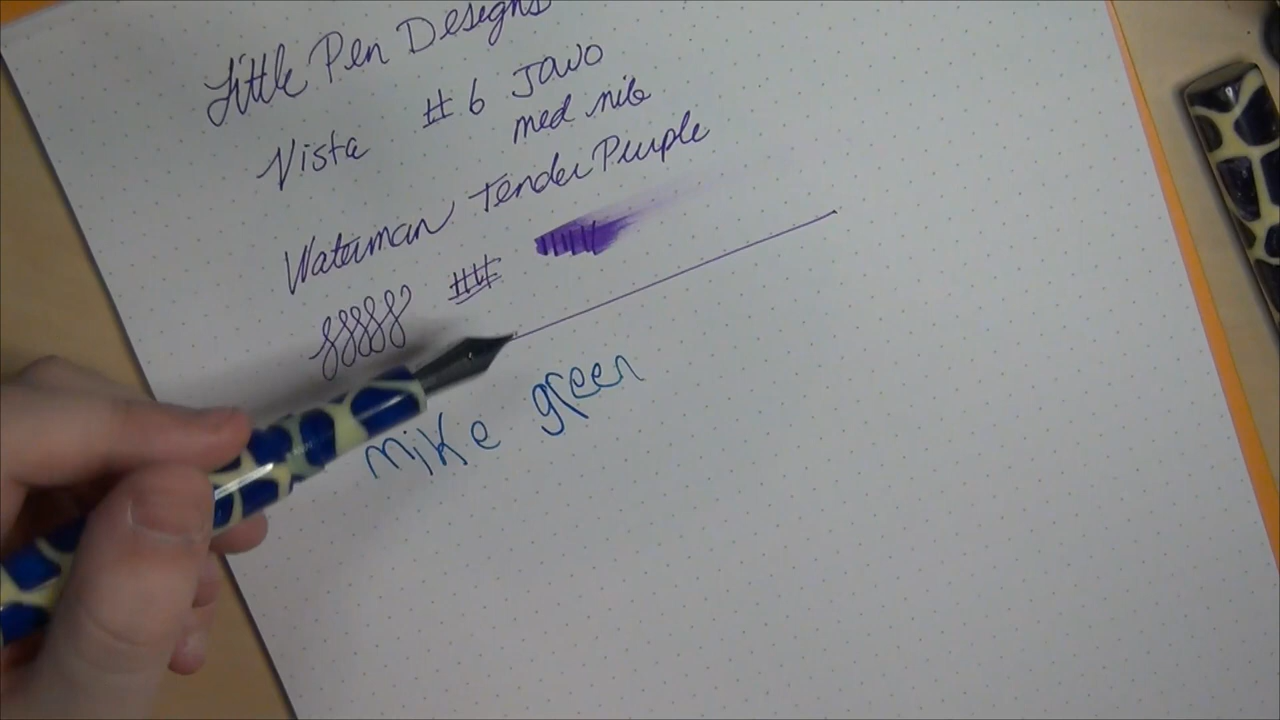 Little Pen Designs
Vista #6 JOWO
med nib
Waterman Tender Purple
mike green